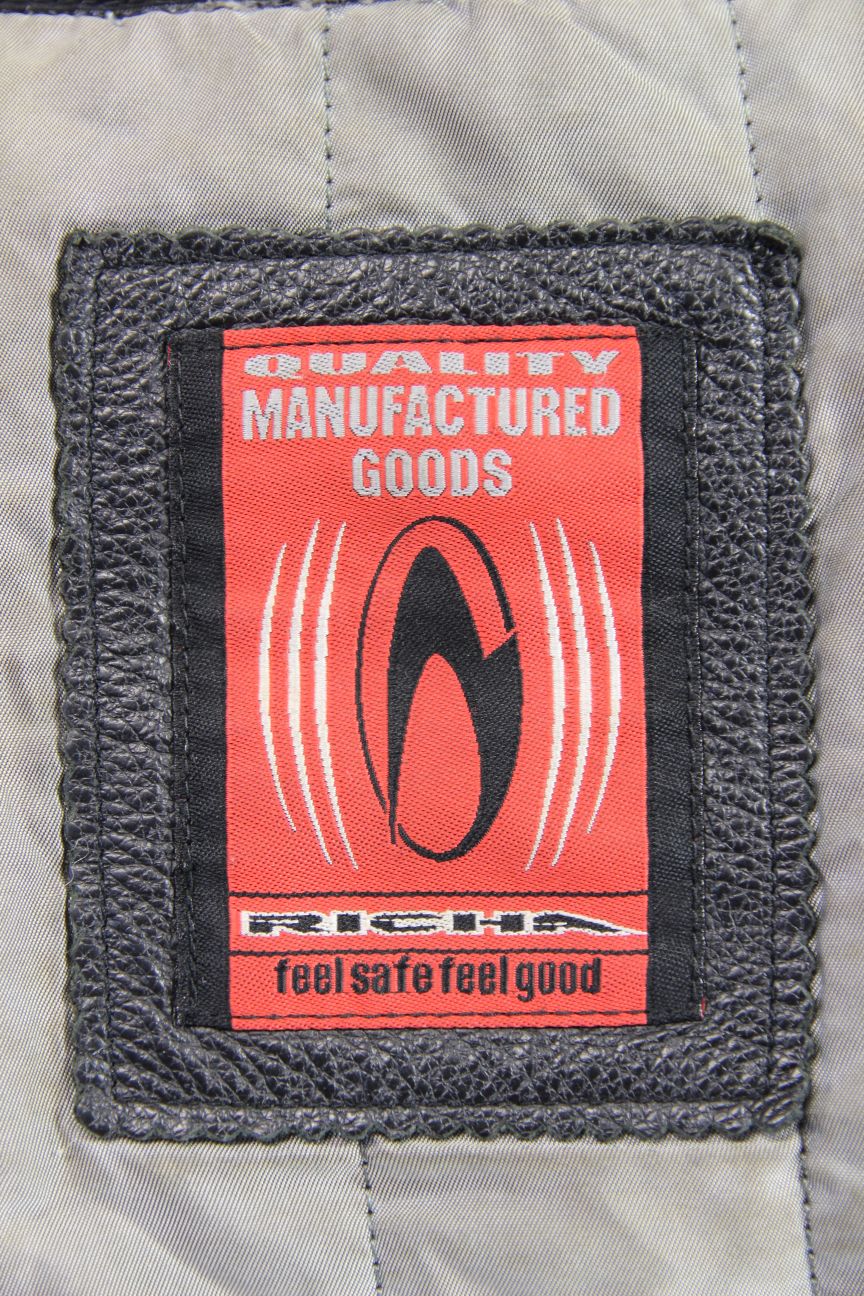 QUALITY
MANUFACTURED
GOODS
RICHA
feel safe feel good